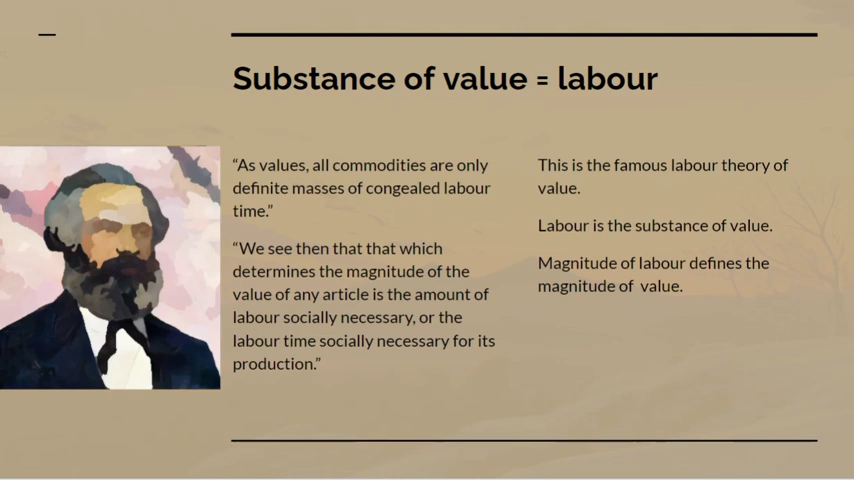 Substance of value = labour
“As values, all commodities are only
definite masses of congealed labour
time.”
“We see then that that which
determines the magnitude of the
value of any article is the amount of
labour socially necessary, or the
labour time socially necessary for its
production.”
This is the famous labour theory of
value.
Labour is the substance of value.
Magnitude of labour defines the
magnitude of  value.